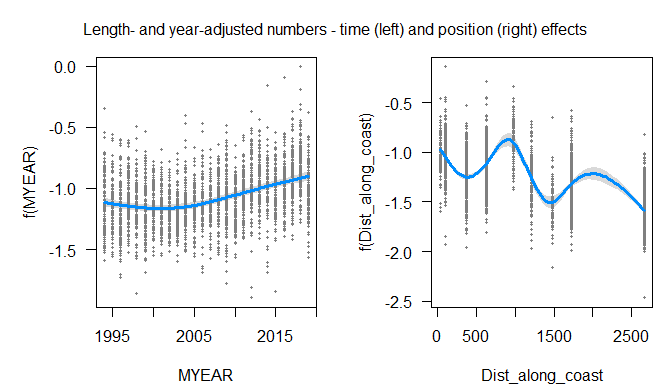 Length- and year-adjusted numbers - time (left) and position (right) effects
f(MYEAR)
0.0
-0.5
-1.0
-1.5
1995 2005 2015
MYEAR
f(Dist_along_coast)
-0.5
-1.0
-1.5
-2.0
-2.5
0 500 1500 2500
Dist_along_coast